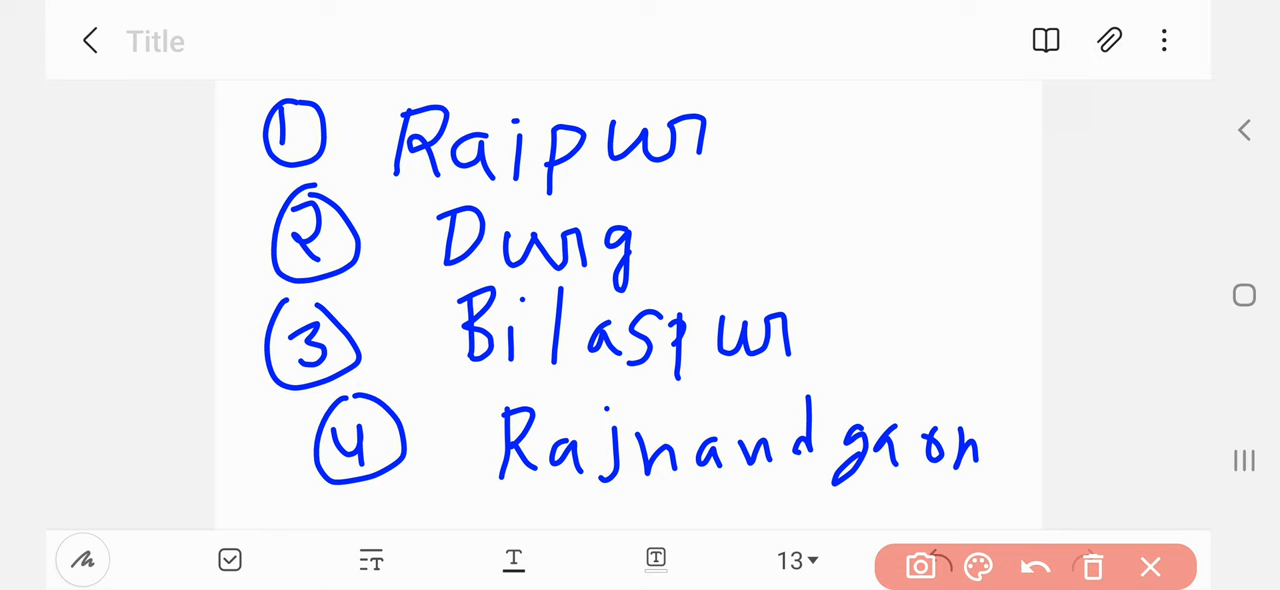 Title
1 Raipur
2 Durg
3 Bilaspur
4 Rajnandgaon
T T T 13